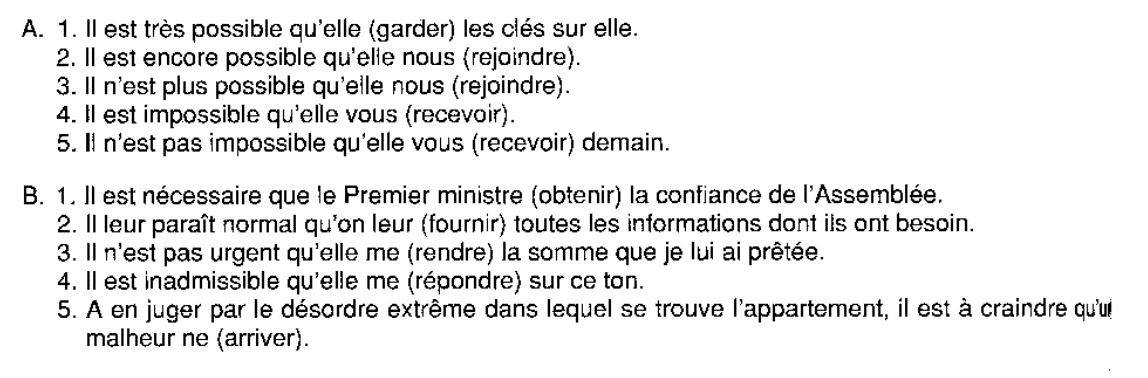 A. 1. Il est très possible qu'elle (garder) les clés sur elle.
2. Il est encore possible qu'elle nous (rejoindre).
3. Il n'est plus possible qu'elle nous (rejoindre).
4. Il est impossible qu'elle vous (recevoir).
5. Il n'est pas impossible qu'elle vous (recevoir) demain.
B. 1. Il est nécessaire que le Premier ministre (obtenir) la confiance de l'Assemblée.
2. Il leur paraît normal qu'on leur (fournir) toutes les informations dont ils ont besoin.
3. Il n'est pas urgent qu'elle me (rendre) la somme que je lui ai prêtée.
4. Il est inadmissible qu'elle me (répondre) sur ce ton.
5. A en juger par le désordre extrême dans lequel se trouve l'appartement, il est à craindre qu'un
malheur ne (arriver).